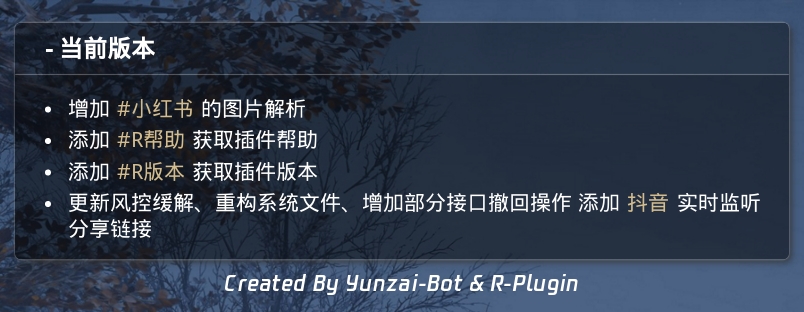 - 当前版本
• 增加 #小红书 的图片解析
• 添加 #R帮助 获取插件帮助
• 添加 #R版本 获取插件版本
• 更新风控缓解、重构系统文件、增加部分接口撤回操作 添加 抖音 实时监听
分享链接
Created By Yunzai-Bot & R-Plugin